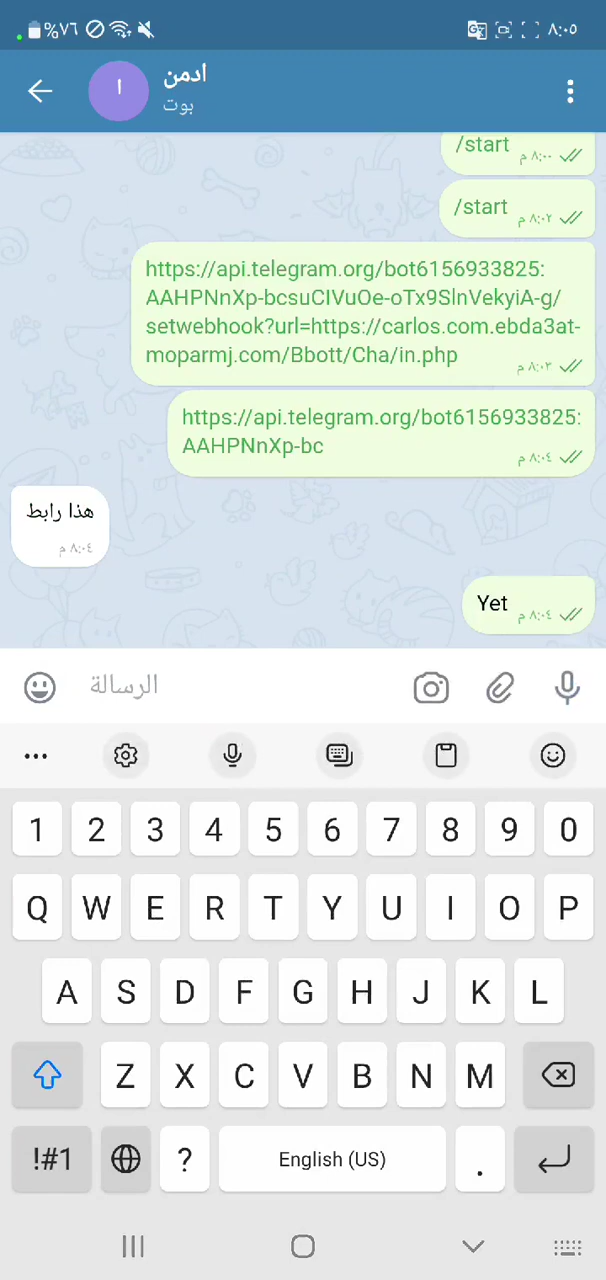 %٧٦
٨:٠٥
ادمن
ا
بوت
/start
٨:٠٠ م
/start
٨:٠٢ م
https://api.telegram.org/bot6156933825:
AAHPNnXp-bcsuCIVuOe-oTx9SlnVekyiA-g/
setwebhook?url=https://carlos.com.ebda3at-
moparmj.com/Bbott/Cha/in.php
٨:٠٣ م
https://api.telegram.org/bot6156933825:
AAHPNnXp-bc
٨:٠٤ م
هذا رابط
٨:٠٤ م
Yet
٨:٠٤ م
الرسالة
1 2 3 4 5 6 7 8 9 0
Q W E R T Y U I O P
A S D F G H J K L
Z X C V B N M
!#1 ? English (US) .